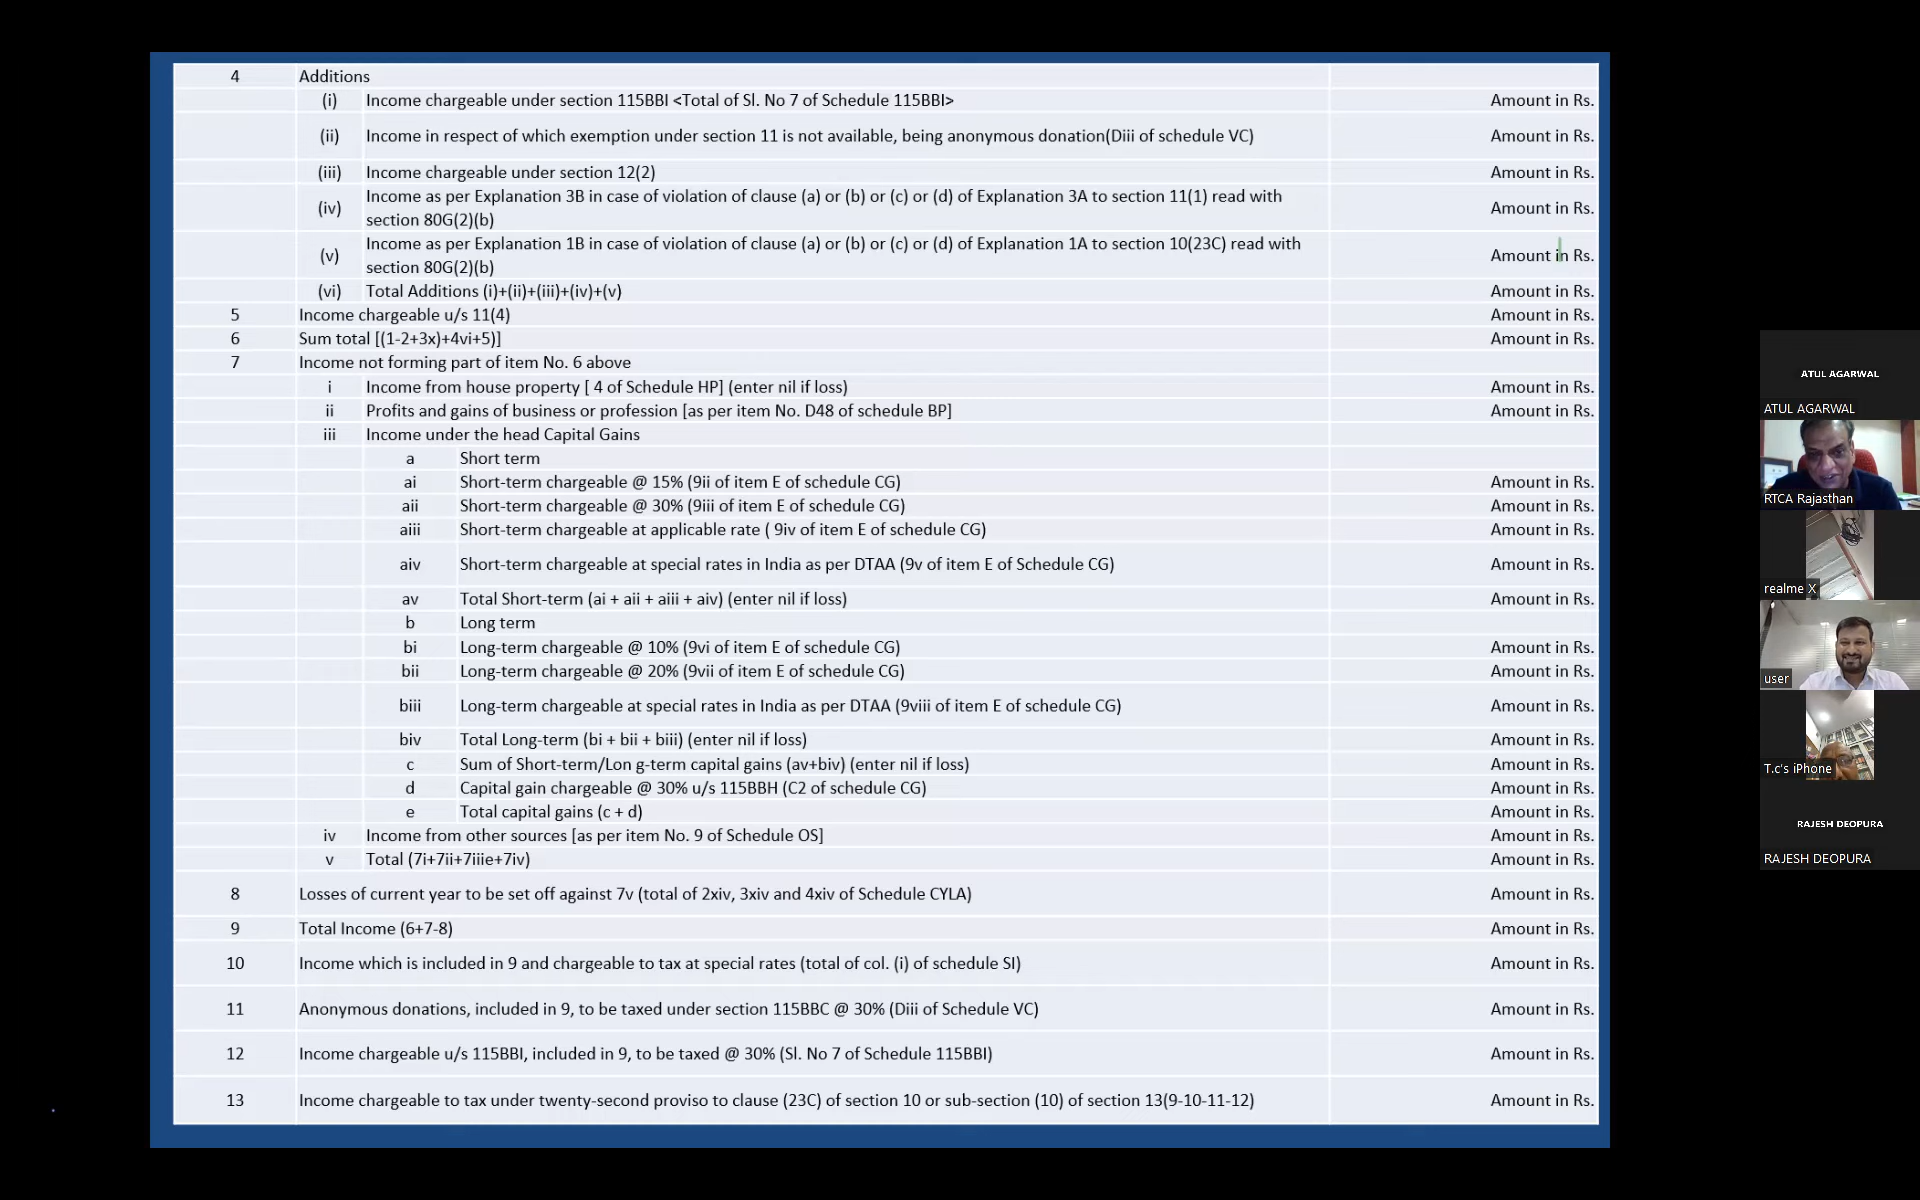 4 Additions
(i) Income chargeable under section 115BBI <Total of Sl. No 7 of Schedule 115BBI> Amount in Rs.
(ii) Income in respect of which exemption under section 11 is not available, being anonymous donation(Diii of schedule VC) Amount in Rs.
(iii) Income chargeable under section 12(2) Amount in Rs.
(iv) Income as per Explanation 3B in case of violation of clause (a) or (b) or (c) or (d) of Explanation 3A to section 11(1) read with
section 80G(2)(b) Amount in Rs.
(v) Income as per Explanation 1B in case of violation of clause (a) or (b) or (c) or (d) of Explanation 1A to section 10(23C) read with
section 80G(2)(b) Amount in Rs.
(vi) Total Additions (i)+(ii)+(iii)+(iv)+(v) Amount in Rs.
5 Income chargeable u/s 11(4) Amount in Rs.
6 Sum total [(1-2+3x)+4vi+5)] Amount in Rs.
7 Income not forming part of item No. 6 above
i Income from house property [ 4 of Schedule HP] (enter nil if loss) Amount in Rs.
ii Profits and gains of business or profession [as per item No. D48 of schedule BP] Amount in Rs.
iii Income under the head Capital Gains
a Short term
ai Short-term chargeable @ 15% (9ii of item E of schedule CG) Amount in Rs.
aii Short-term chargeable @ 30% (9iii of item E of schedule CG) Amount in Rs.
aiii Short-term chargeable at applicable rate ( 9iv of item E of schedule CG) Amount in Rs.
aiv Short-term chargeable at special rates in India as per DTAA (9v of item E of Schedule CG) Amount in Rs.
av Total Short-term (ai + aii + aiii + aiv) (enter nil if loss) Amount in Rs.
b Long term
bi Long-term chargeable @ 10% (9vi of item E of schedule CG) Amount in Rs.
bii Long-term chargeable @ 20% (9vii of item E of schedule CG) Amount in Rs.
biii Long-term chargeable at special rates in India as per DTAA (9viii of item E of schedule CG) Amount in Rs.
biv Total Long-term (bi + bii + biii) (enter nil if loss) Amount in Rs.
c Sum of Short-term/Lon g-term capital gains (av+biv) (enter nil if loss) Amount in Rs.
d Capital gain chargeable @ 30% u/s 115BBH (C2 of schedule CG) Amount in Rs.
e Total capital gains (c + d) Amount in Rs.
iv Income from other sources [as per item No. 9 of Schedule OS] Amount in Rs.
v Total (7i+7ii+7iiie+7iv) Amount in Rs.
8 Losses of current year to be set off against 7v (total of 2xiv, 3xiv and 4xiv of Schedule CYLA) Amount in Rs.
9 Total Income (6+7-8) Amount in Rs.
10 Income which is included in 9 and chargeable to tax at special rates (total of col. (i) of schedule SI) Amount in Rs.
11 Anonymous donations, included in 9, to be taxed under section 115BBC @ 30% (Diii of Schedule VC) Amount in Rs.
12 Income chargeable u/s 115BBI, included in 9, to be taxed @ 30% (Sl. No 7 of Schedule 115BBI) Amount in Rs.
13 Income chargeable to tax under twenty-second proviso to clause (23C) of section 10 or sub-section (10) of section 13(9-10-11-12) Amount in Rs.
ATUL AGARWAL
ATUL AGARWAL
RTCA Rajasthan
realme X
user
T.c's iPhone
RAJESH DEOPURA
RAJESH DEOPURA